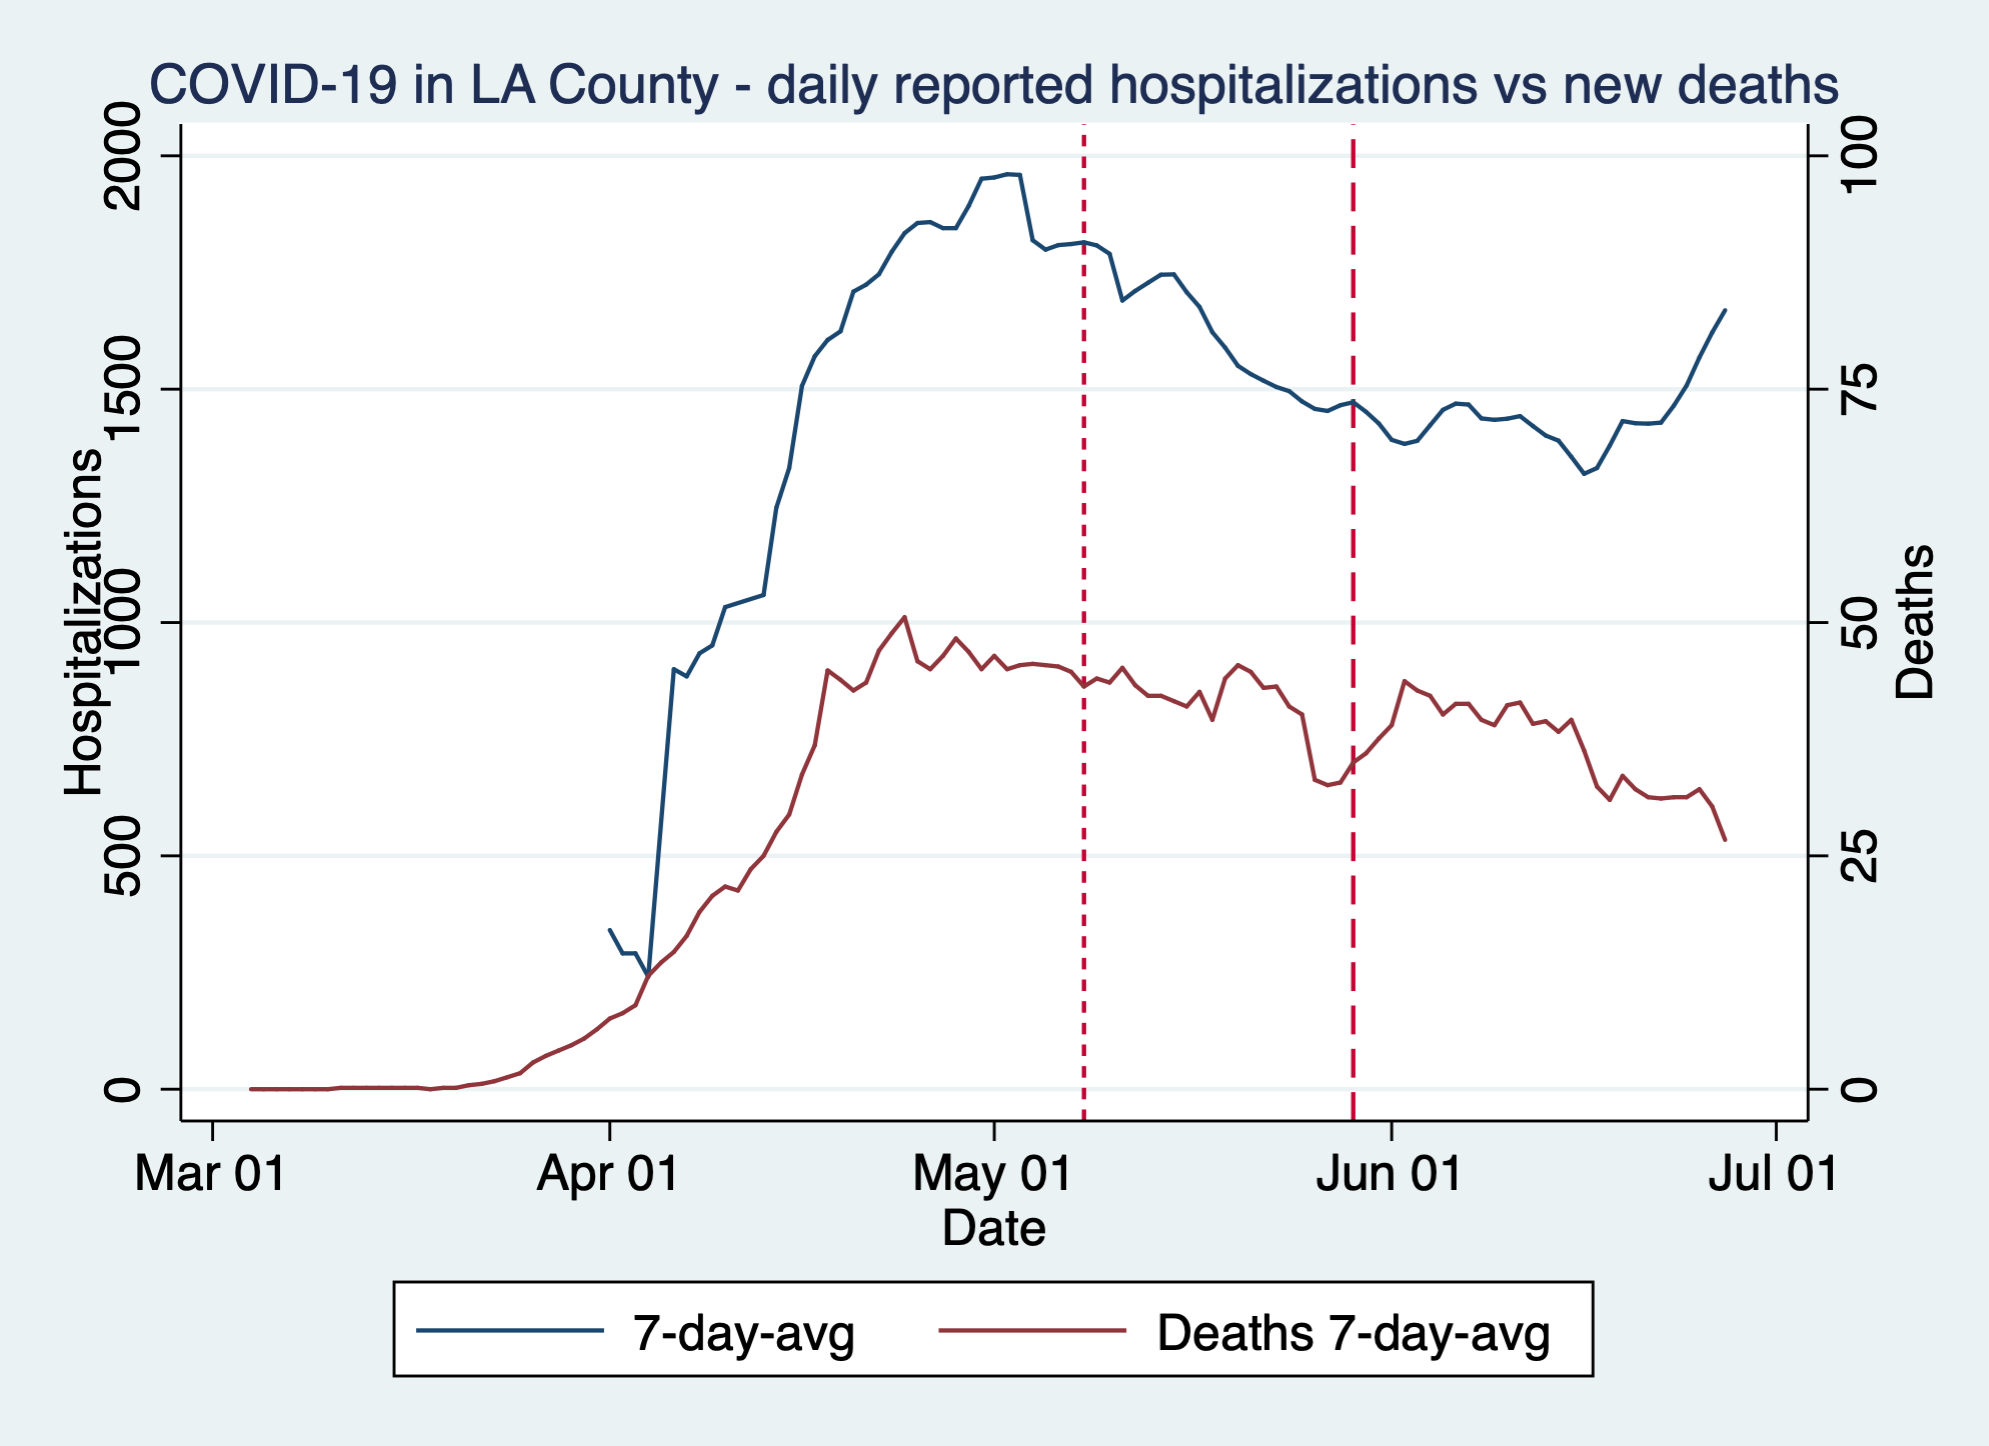 COVID-19 in LA County - daily reported hospitalizations vs new deaths
Hospitalizations
2000
1500
1000
500
0
100
75
50
25
0
Deaths
Mar 01
Apr 01
May 01
Jun 01
Jul 01
Date
7-day-avg
Deaths 7-day-avg